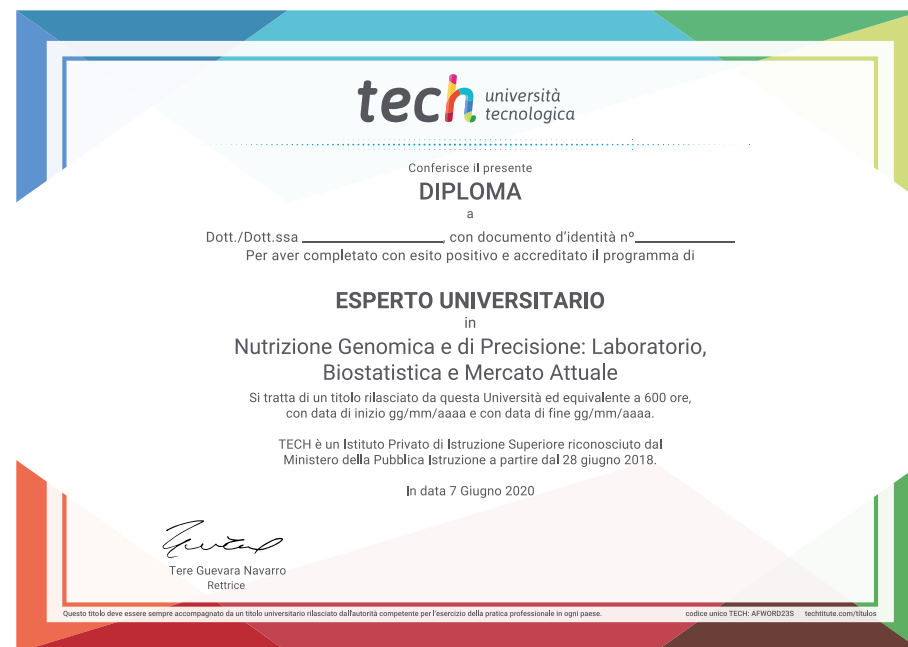 tech università
tecnologica
Conferisce il presente
DIPLOMA
a
Dott./Dott.ssa ____________, con documento d'identità nº____________
Per aver completato con esito positivo e accreditato il programma di
ESPERTO UNIVERSITARIO
in
Nutrizione Genomica e di Precisione: Laboratorio,
Biostatistica e Mercato Attuale
Si tratta di un titolo rilasciato da questa Università ed equivalente a 600 ore,
con data di inizio gg/mm/aaaa e con data di fine gg/mm/aaaa.
TECH è un Istituto Privato di Istruzione Superiore riconosciuto dal
Ministero della Pubblica Istruzione a partire dal 28 giugno 2018.
In data 7 Giugno 2020
Tere Guevara Navarro
Rettrice
Questo titolo deve essere sempre accompagnato da un titolo universitario rilasciato dall'autorità competente per l'esercizio della pratica professionale in ogni paese. codice unico TECH: AFWORD23S techtitute.com/titulos